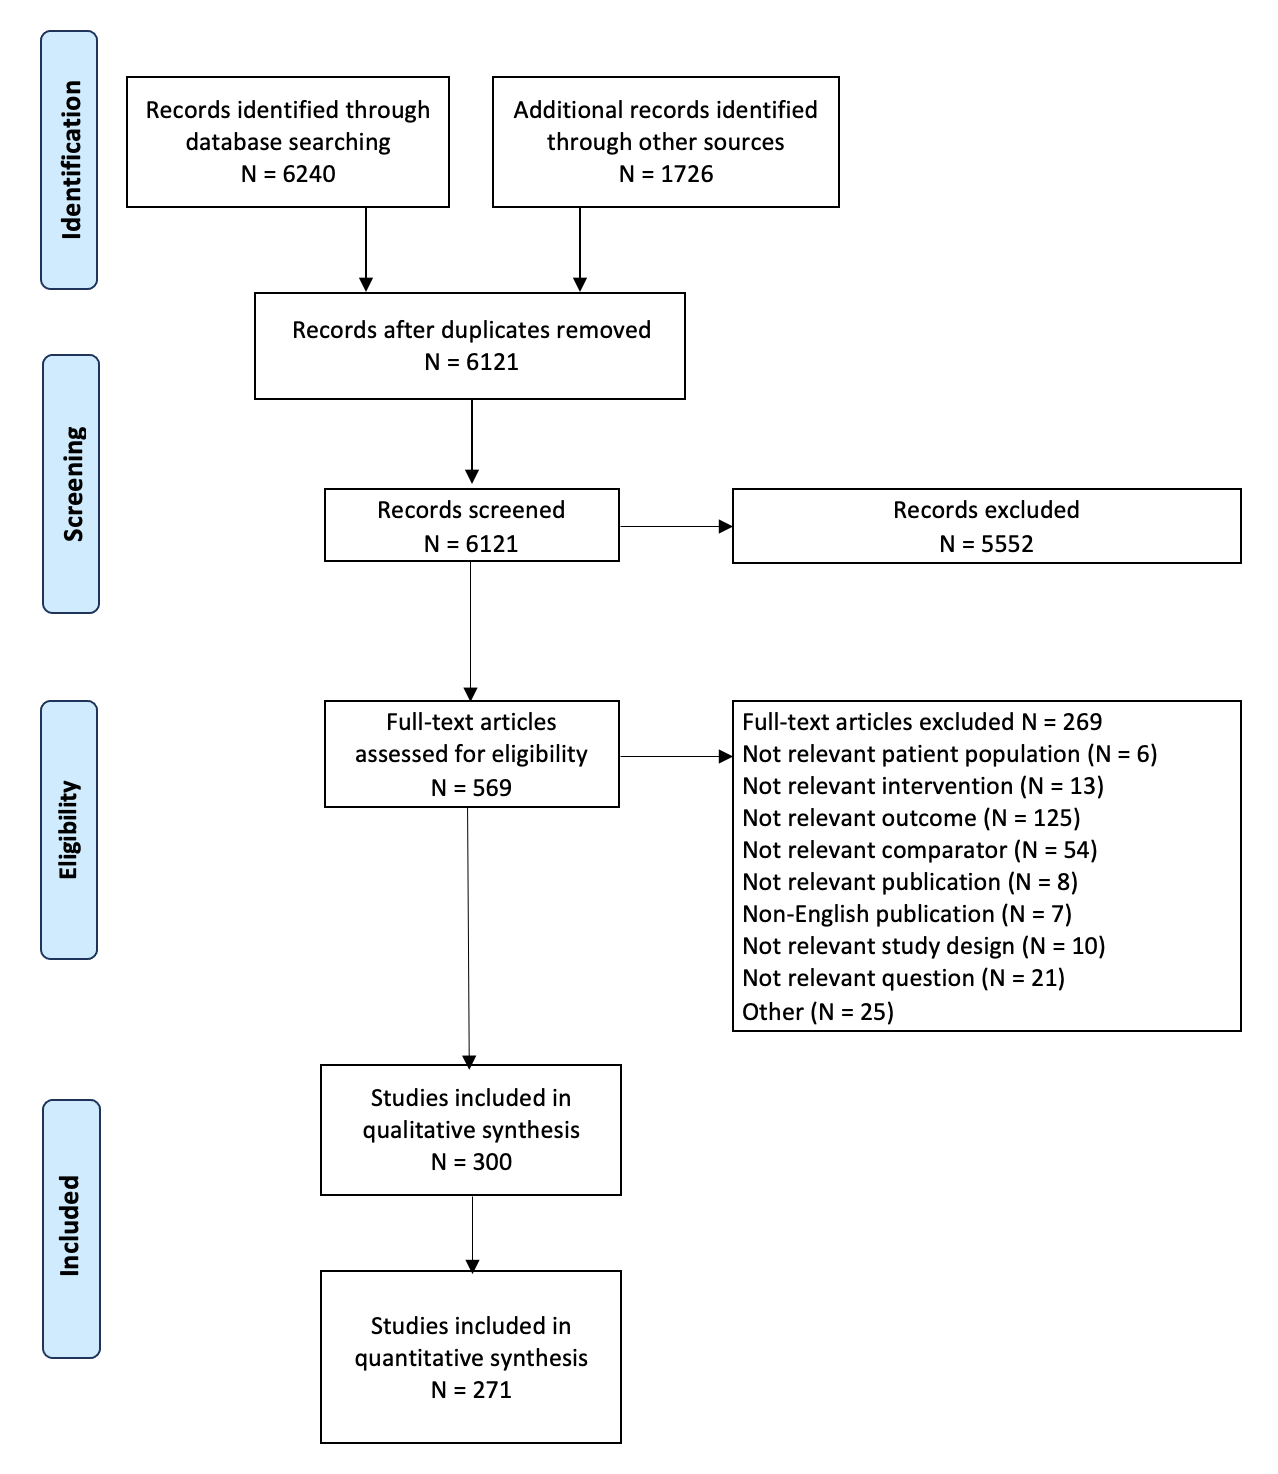 Identification
Records identified through
database searching
N = 6240
Additional records identified
through other sources
N = 1726
Records after duplicates removed
N = 6121
Screening
Records screened
N = 6121
Records excluded
N = 5552
Eligibility
Full-text articles
assessed for eligibility
N = 569
Full-text articles excluded N = 269
Not relevant patient population (N = 6)
Not relevant intervention (N = 13)
Not relevant outcome (N = 125)
Not relevant comparator (N = 54)
Not relevant publication (N = 8)
Non-English publication (N = 7)
Not relevant study design (N = 10)
Not relevant question (N = 21)
Other (N = 25)
Included
Studies included in
qualitative synthesis
N = 300
Studies included in
quantitative synthesis
N = 271